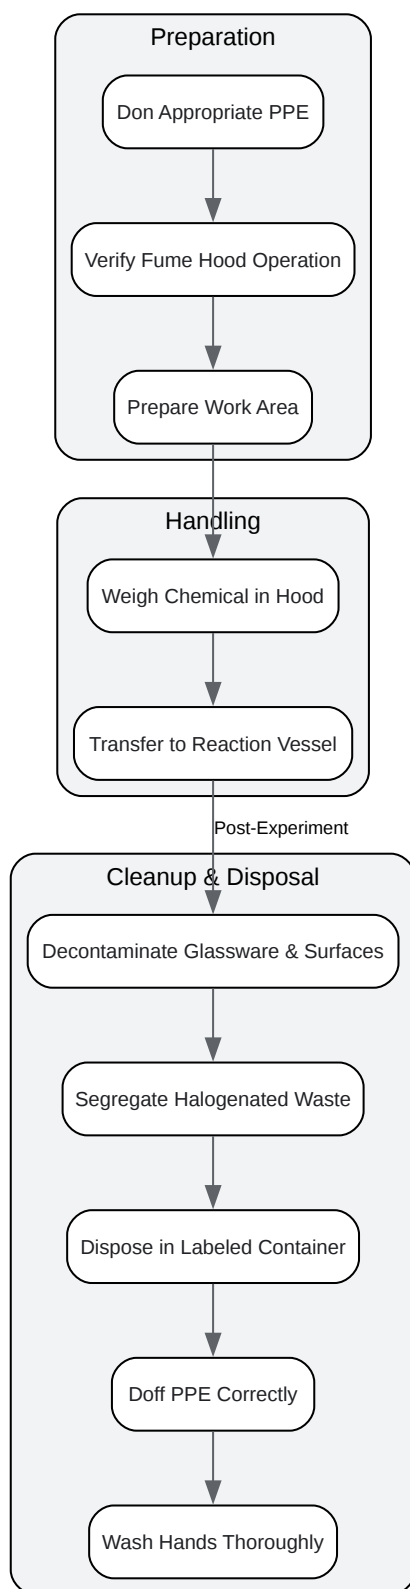 Preparation
Don Appropriate PPE
Verify Fume Hood Operation
Prepare Work Area
Handling
Weigh Chemical in Hood
Transfer to Reaction Vessel
Post-Experiment
Cleanup & Disposal
Decontaminate Glassware & Surfaces
Segregate Halogenated Waste
Dispose in Labeled Container
Doff PPE Correctly
Wash Hands Thoroughly